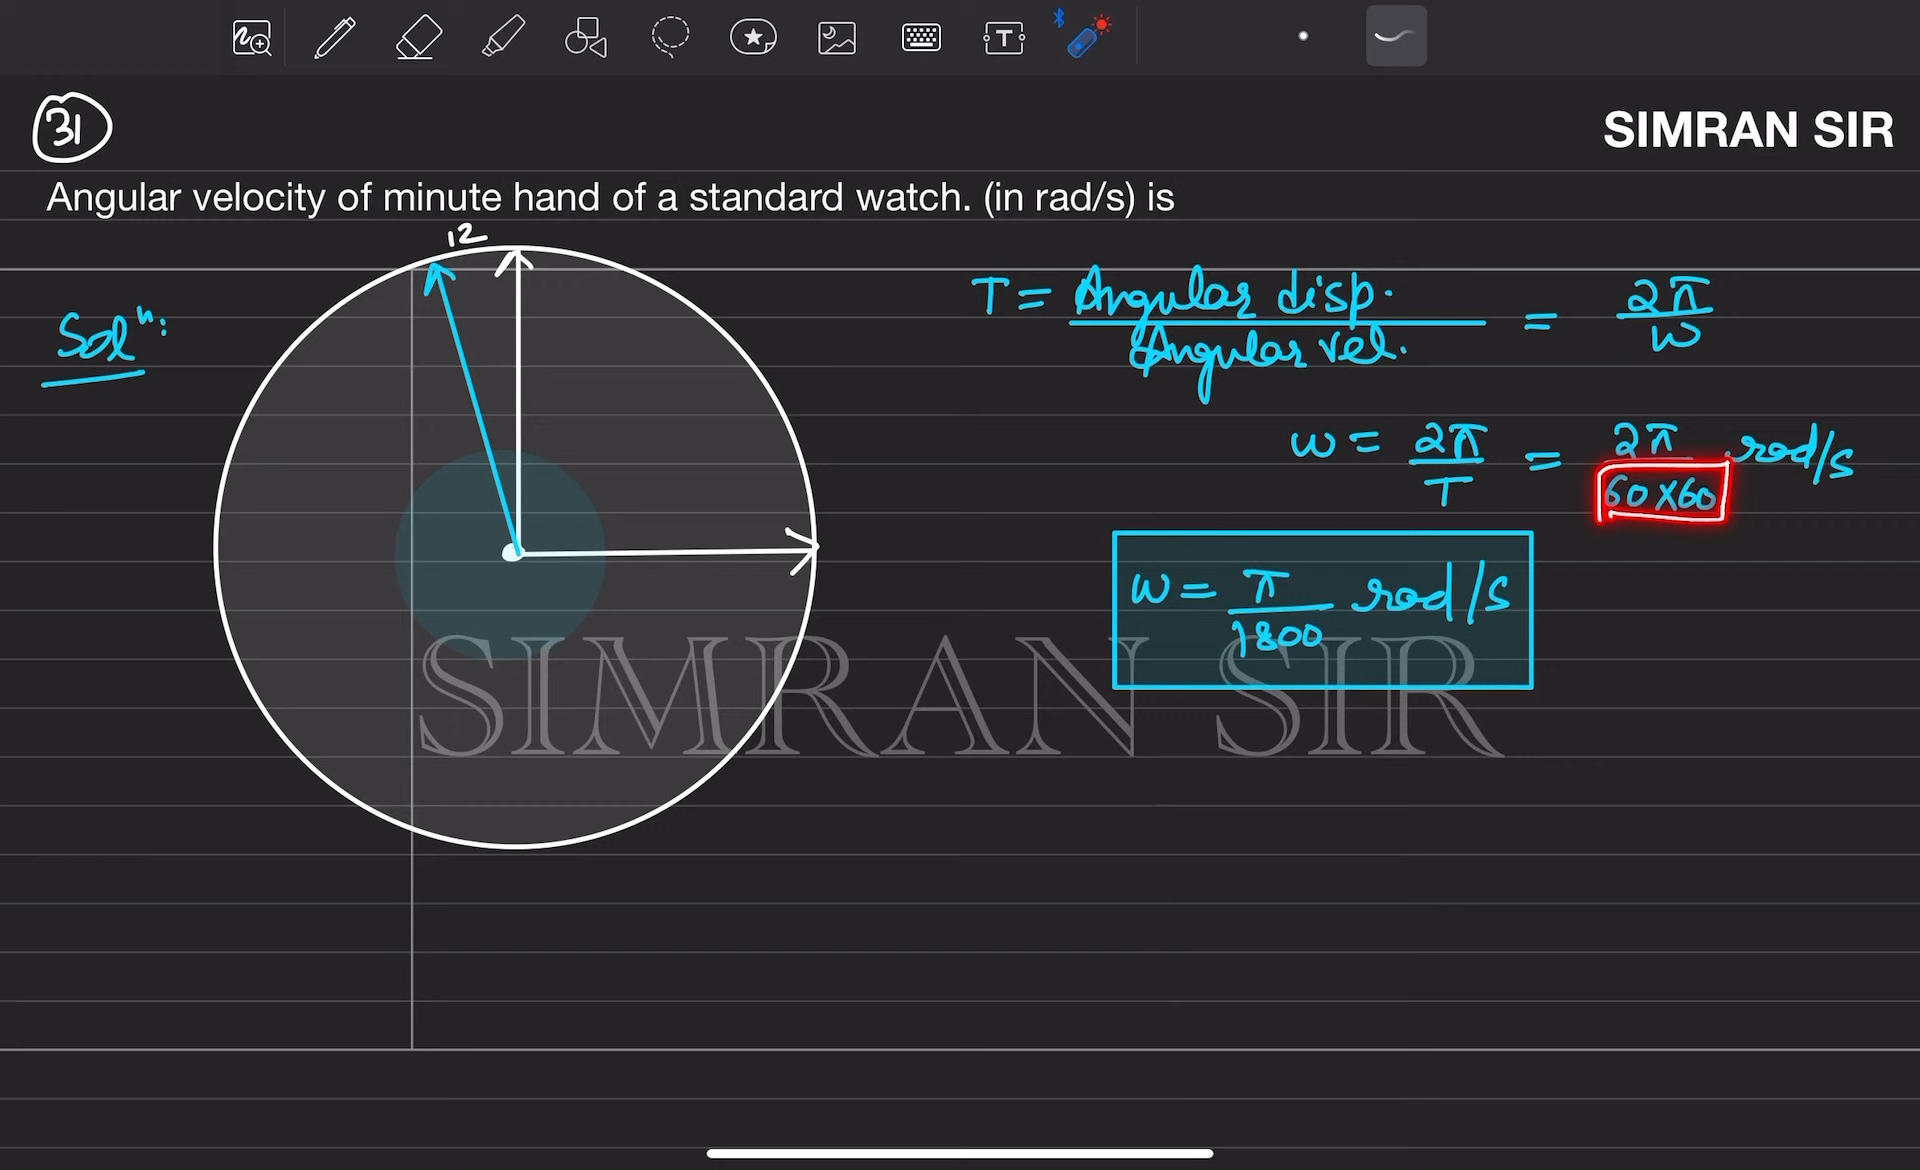 31
SIMRAN SIR
Angular velocity of minute hand of a standard watch. (in rad/s) is
12
Solⁿ:
T = Angular disp. / Angular vel. = 2π / ω
ω = 2π / T = 2π / 60 × 60 rad/s
ω = π / 1800 rad/s
SIMRAN SIR